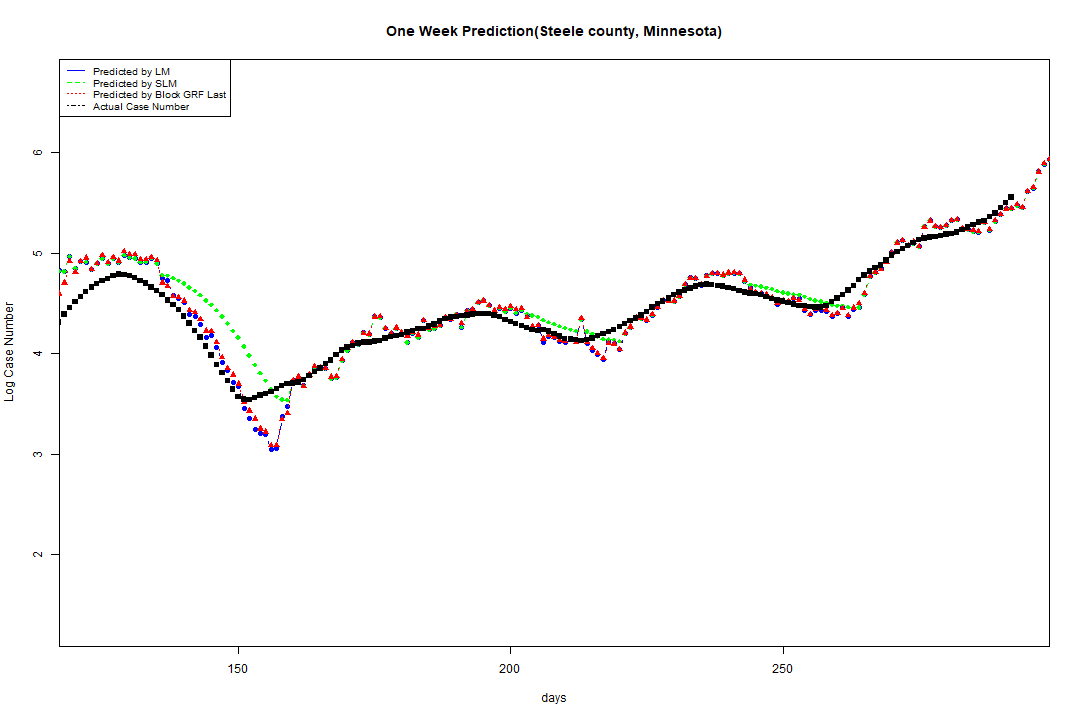 One Week Prediction(Steele county, Minnesota)
Predicted by LM
Predicted by SLM
Predicted by Block GRF Last
Actual Case Number
6
5
4
3
2
Log Case Number
150 200 250
days